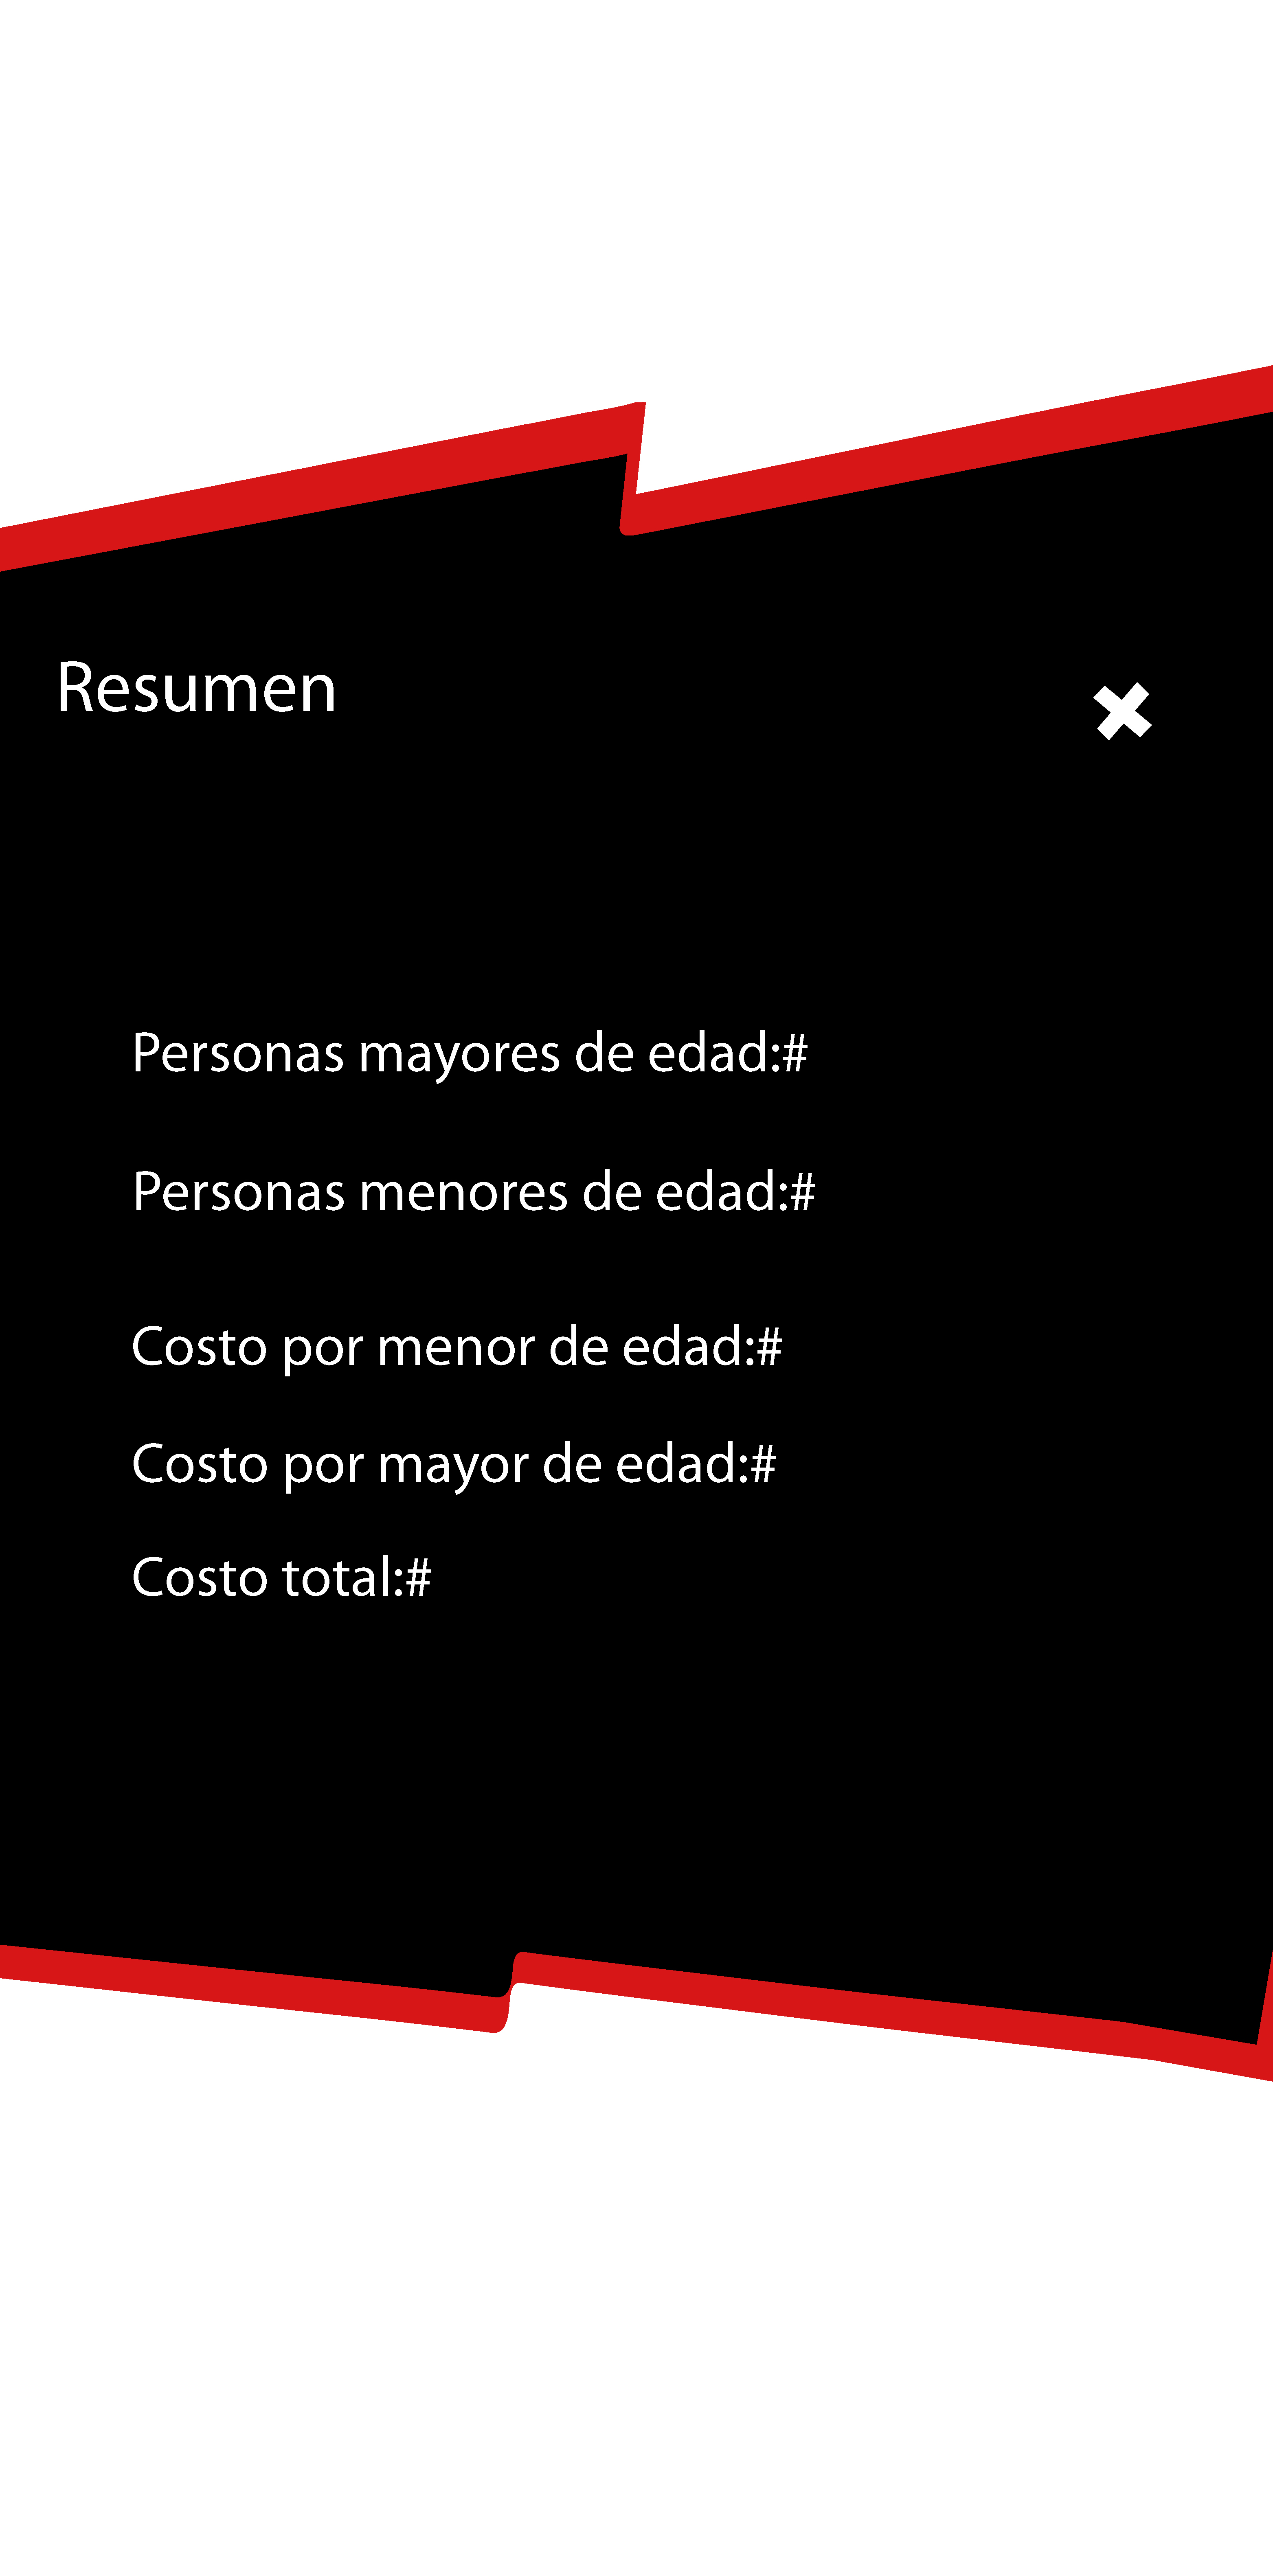 Resumen
Personas mayores de edad:#
Personas menores de edad:#
Costo por menor de edad:#
Costo por mayor de edad:#
Costo total:#